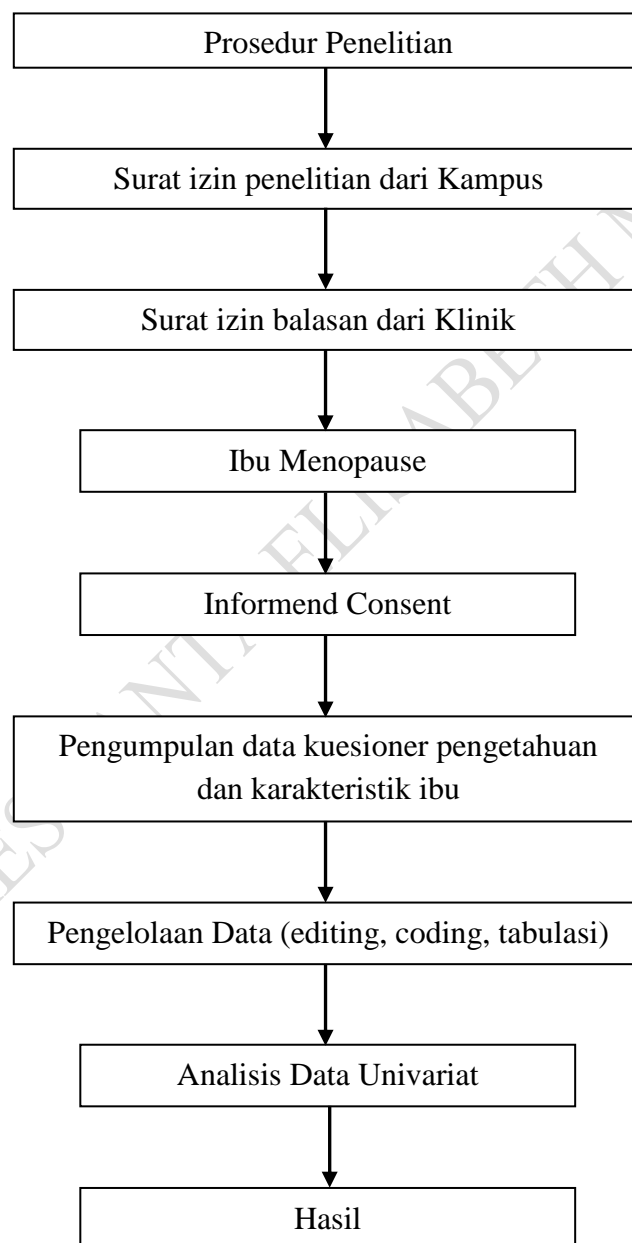 Prosedur Penelitian
Surat izin penelitian dari Kampus
Surat izin balasan dari Klinik
Ibu Menopause
Informend Consent
Pengumpulan data kuesioner pengetahuan
dan karakteristik ibu
Pengelolaan Data (editing, coding, tabulasi)
Analisis Data Univariat
Hasil